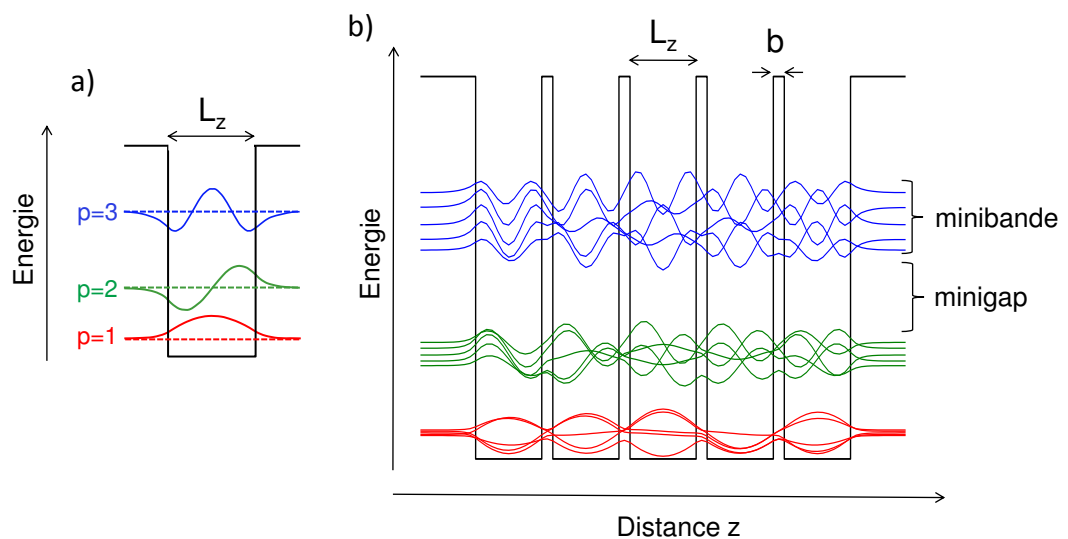 a)
Lz
Energie
p=3
p=2
p=1
b)
Lz
b
Energie
minibande
minigap
Distance z